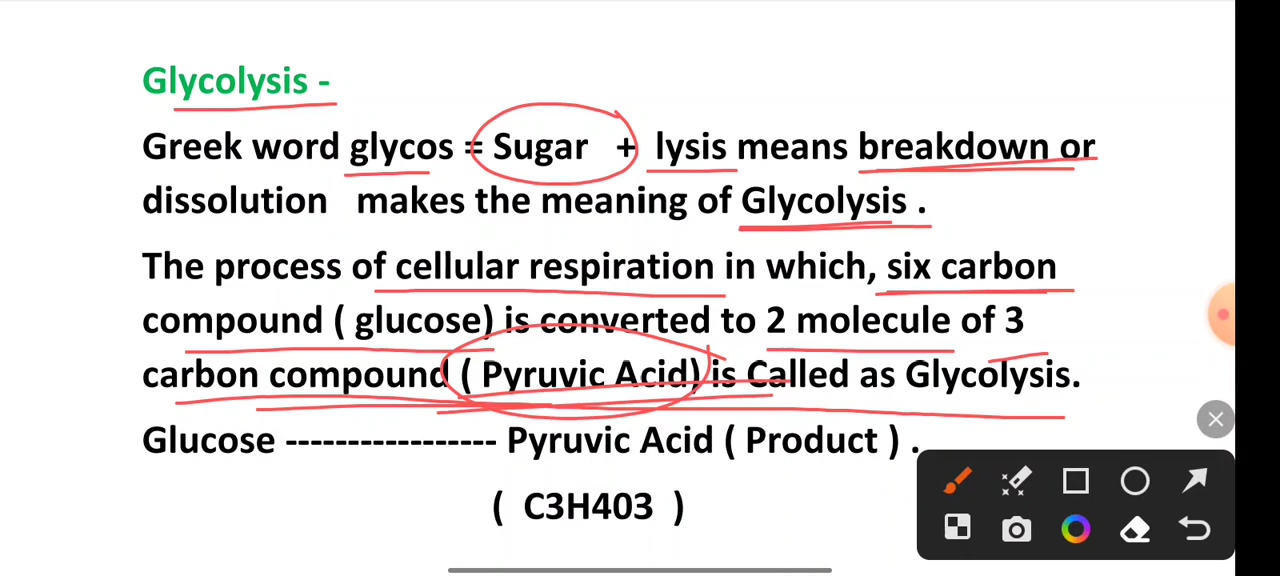 Glycolysis -
Greek word glycos = Sugar + lysis means breakdown or
dissolution makes the meaning of Glycolysis .
The process of cellular respiration in which, six carbon
compound ( glucose) is converted to 2 molecule of 3
carbon compound ( Pyruvic Acid) is Called as Glycolysis.
Glucose ----------------- Pyruvic Acid ( Product ) .
( C3H403 )